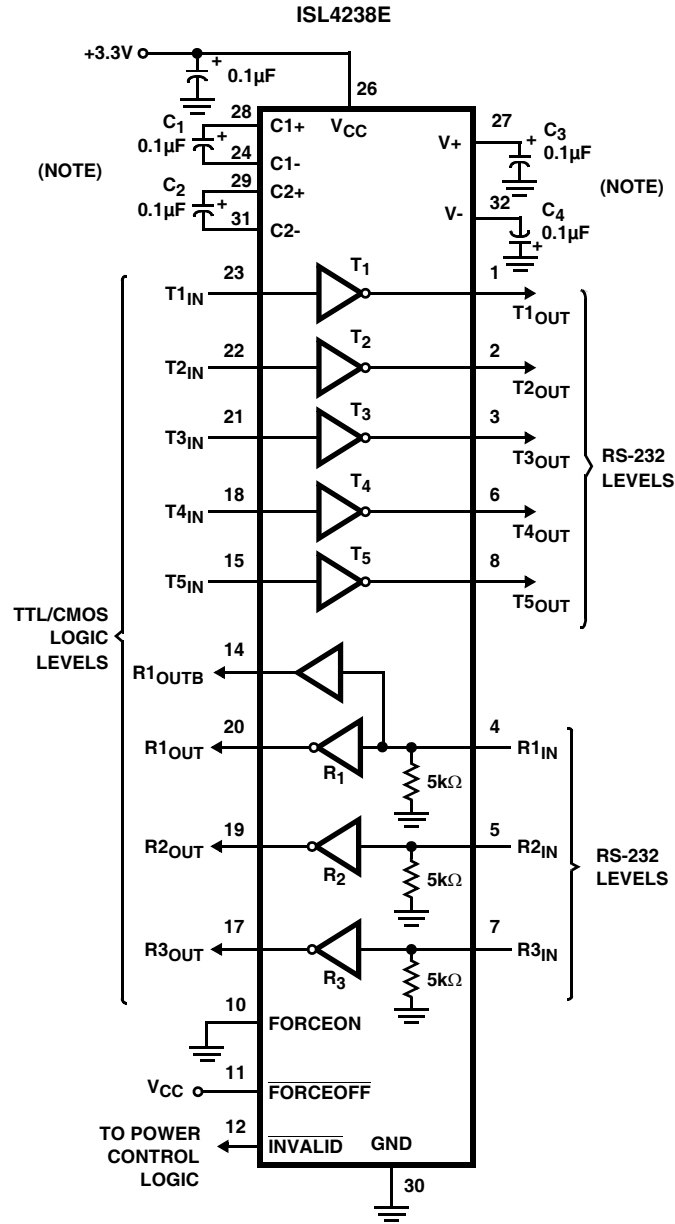 ISL4238E
+3.3V
+
0.1µF
26
28
C1+
VCC
27
C1
0.1µF
+
24
C1-
V+
+
C3
0.1µF
(NOTE)
29
C2+
(NOTE)
C2
0.1µF
+
31
C2-
32
V-
C4
0.1µF
+
23
T1
1
T1IN
T1OUT
22
T2
2
T2IN
T2OUT
21
T3
3
T3IN
T3OUT
RS-232
LEVELS
18
T4
6
T4IN
T4OUT
15
T5
8
T5IN
T5OUT
TTL/CMOS
LOGIC
LEVELS
14
R1OUTB
20
4
R1OUT
R1
5kΩ
R1IN
19
5
R2OUT
R2
5kΩ
R2IN
RS-232
LEVELS
17
7
R3OUT
R3
5kΩ
R3IN
10
FORCEON
11
VCC
FORCEOFF
12
TO POWER
CONTROL
LOGIC
INVALID
GND
30